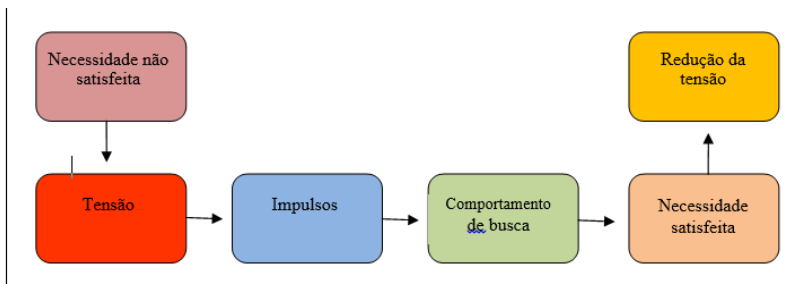 Necessidade não
satisfeita
Redução da
tensão
Tensão
Impulsos
Comportamento
de busca
Necessidade
satisfeita